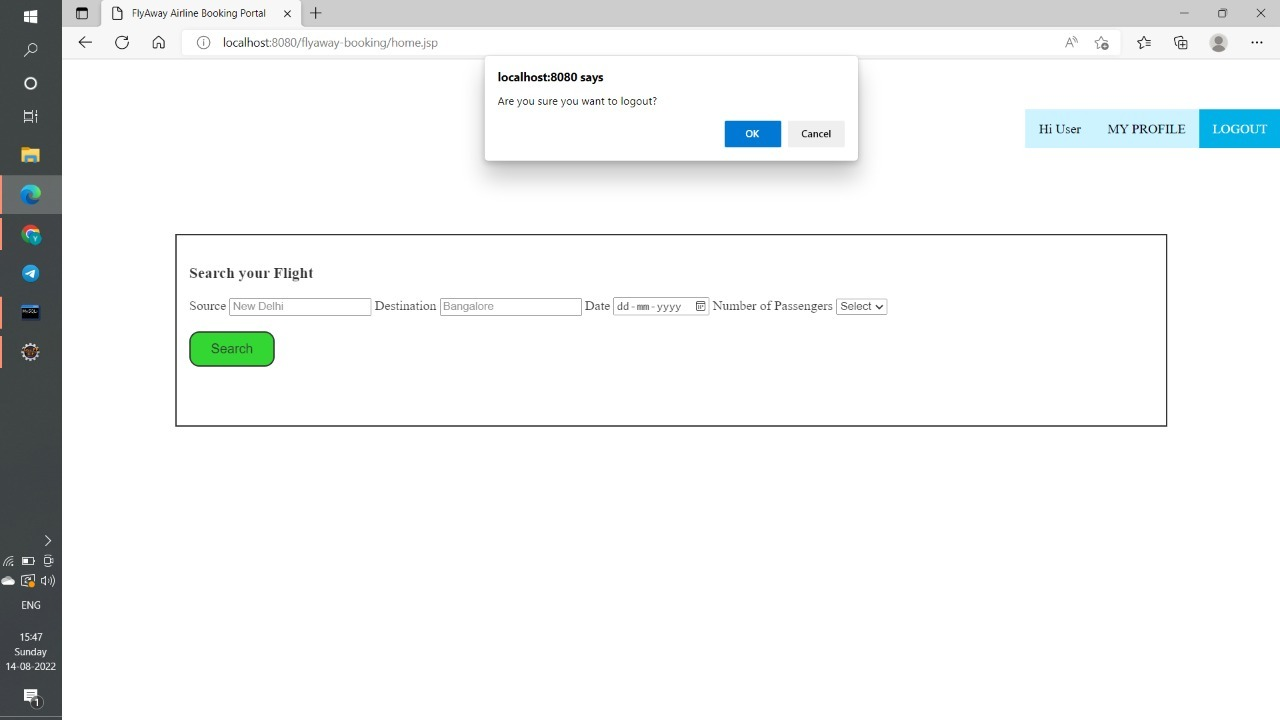 FlyAway Airline Booking Portal
localhost:8080/flyaway-booking/home.jsp
localhost:8080 says
Are you sure you want to logout?
OK Cancel
Hi User MY PROFILE LOGOUT
Search your Flight
Source New Delhi Destination Bangalore Date dd-mm-yyyy Number of Passengers Select
Search
ENG
15:47
Sunday
14-08-2022
1